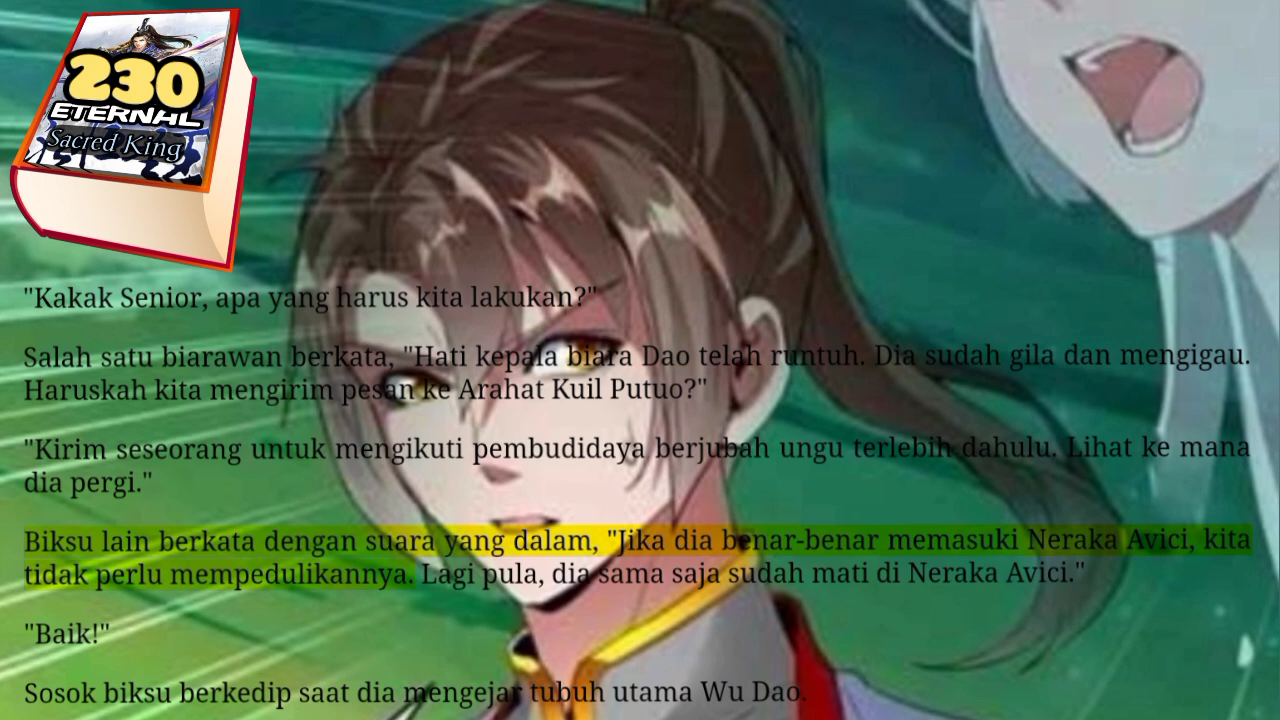 230
ETERNAL
Sacred King
"Kakak Senior, apa yang harus kita lakukan?"
Salah satu biarawan berkata, "Hati kepala biara Dao telah runtuh. Dia sudah gila dan mengigau.
Haruskah kita mengirim pesan ke Arahat Kuil Putuo?"
"Kirim seseorang untuk mengikuti pembudidaya berjubah ungu terlebih dahulu. Lihat ke mana
dia pergi."
Biksu lain berkata dengan suara yang dalam, "Jika dia benar-benar memasuki Neraka Avici, kita
tidak perlu mempedulikannya. Lagi pula, dia sama saja sudah mati di Neraka Avici."
"Baik!"
Sosok biksu berkedip saat dia mengejar tubuh utama Wu Dao.